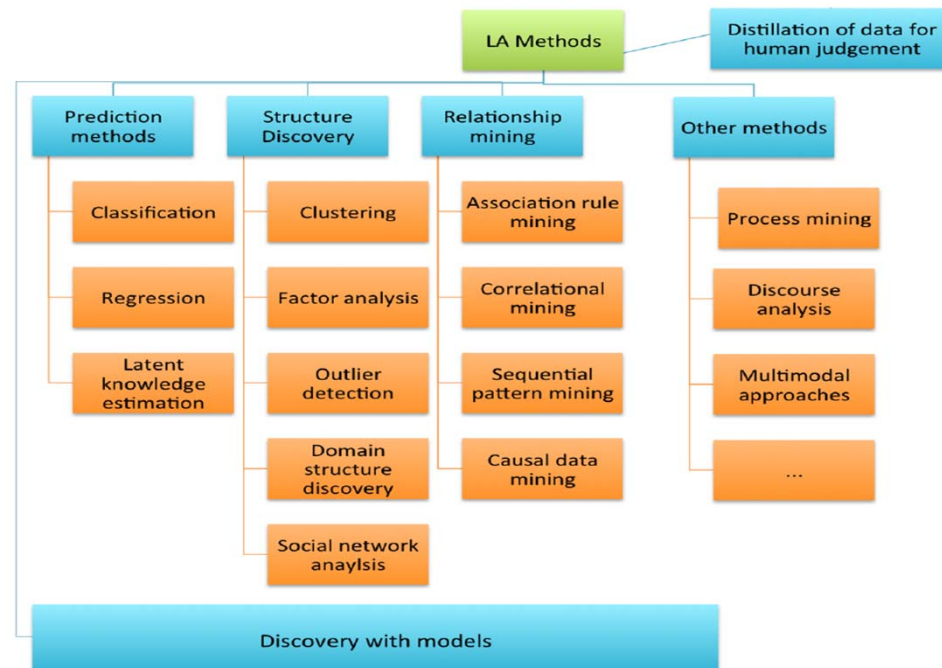 LA Methods
Distillation of data for
human judgement
Prediction
methods
Structure
Discovery
Relationship
mining
Other methods
Classification
Regression
Latent
knowledge
estimation
Clustering
Factor analysis
Outlier
detection
Domain
structure
discovery
Social network
anaylsis
Association rule
mining
Correlational
mining
Sequential
pattern mining
Causal data
mining
Process mining
Discourse
analysis
Multimodal
approaches
...
Discovery with models